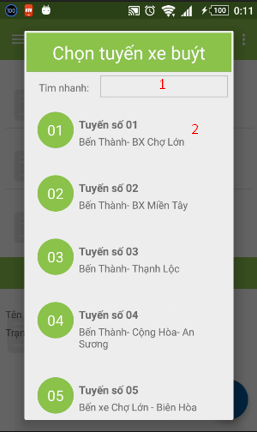 100 100% 0:11
Chọn tuyến xe buýt
Tìm nhanh: 1
01 Tuyến số 01 2
Bến Thành- BX Chợ Lớn
02 Tuyến số 02
Bến Thành- BX Miền Tây
03 Tuyến số 03
Bến Thành- Thạnh Lộc
04 Tuyến số 04
Bến Thành- Cộng Hòa- An
Sương
05 Tuyến số 05
Bến xe Chợ Lớn - Biên Hòa
Tên
Trạm